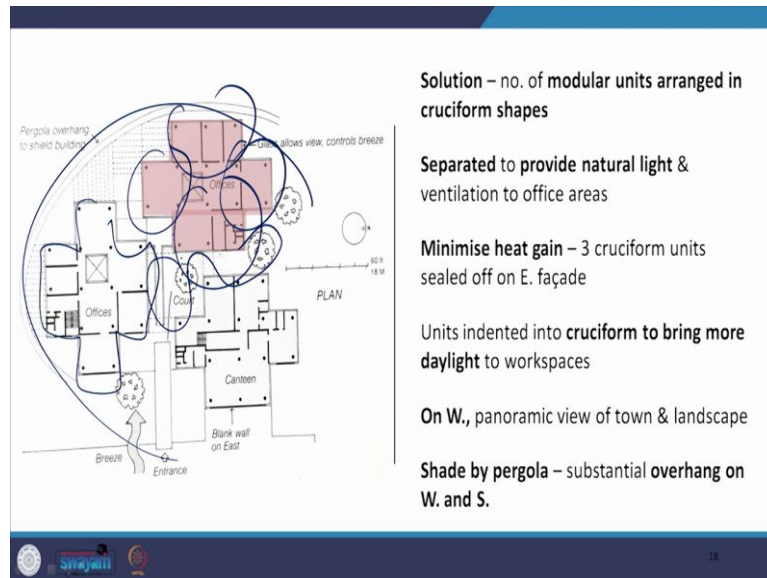 Pergola overhang
to shield building
Glass allows view, controls breeze
Offices
N
60 ft
18 M
PLAN
Court
Offices
Canteen
Blank wall
on East
Breeze
Entrance
Solution – no. of modular units arranged in
cruciform shapes
Separated to provide natural light &
ventilation to office areas
Minimise heat gain – 3 cruciform units
sealed off on E. façade
Units indented into cruciform to bring more
daylight to workspaces
On W., panoramic view of town & landscape
Shade by pergola – substantial overhang on
W. and S.
swayam
18